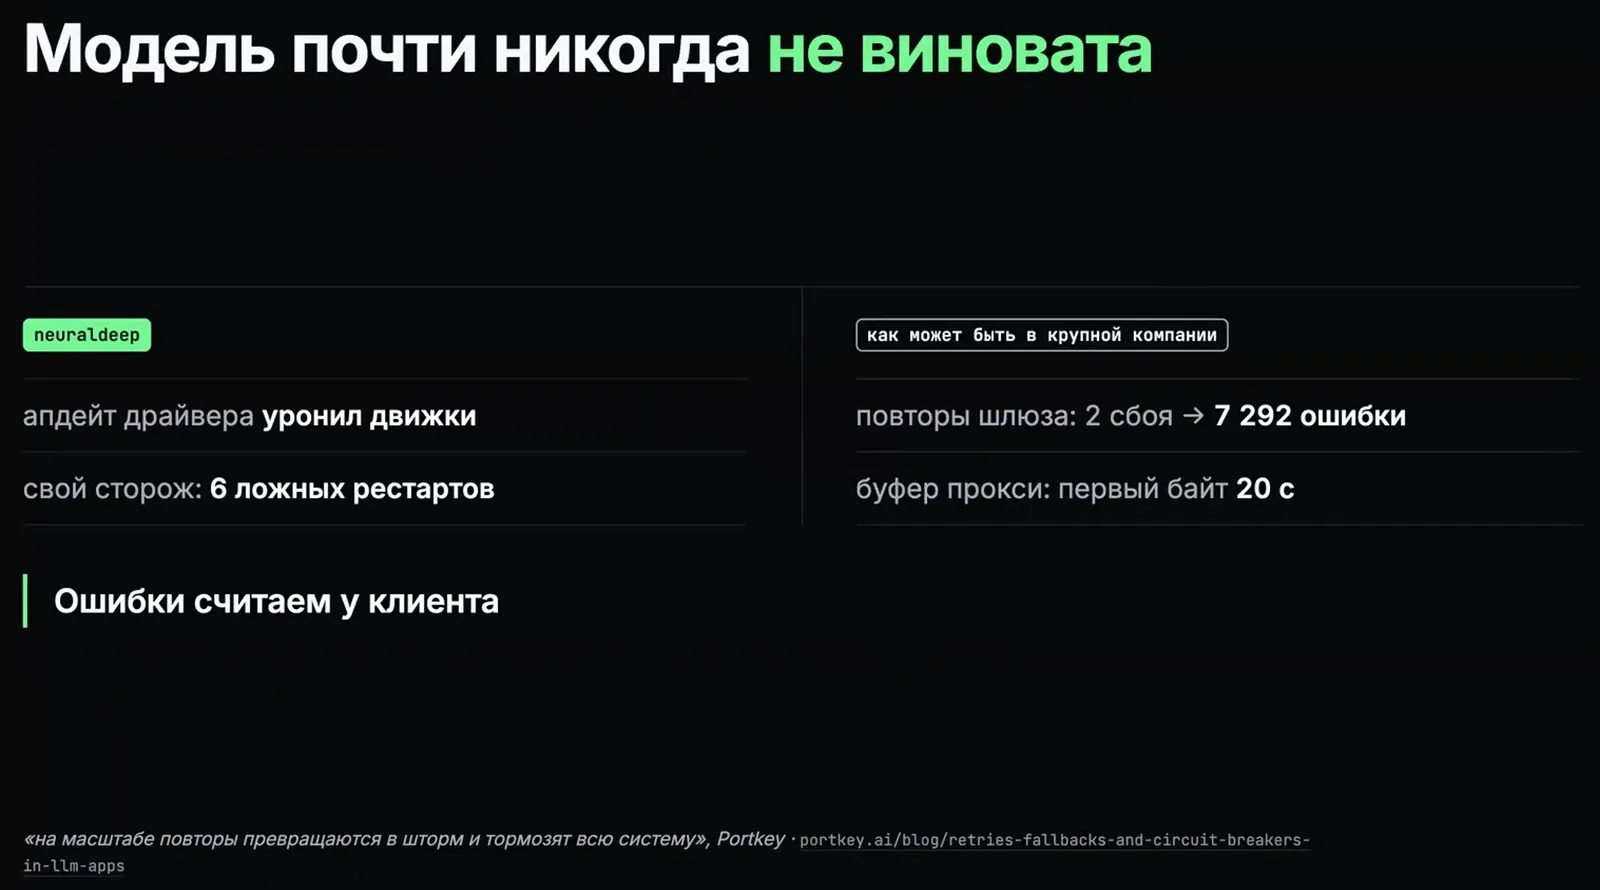 Модель почти никогда не виновата
neuraldeep
апдейт драйвера уронил движки
свой сторож: 6 ложных рестартов
как может быть в крупной компании
повторы шлюза: 2 сбоя → 7 292 ошибки
буфер прокси: первый байт 20 с
Ошибки считаем у клиента
«на масштабе повторы превращаются в шторм и тормозят всю систему», Portkey · portkey.ai/blog/retries-fallbacks-and-circuit-breakers-
in-llm-apps